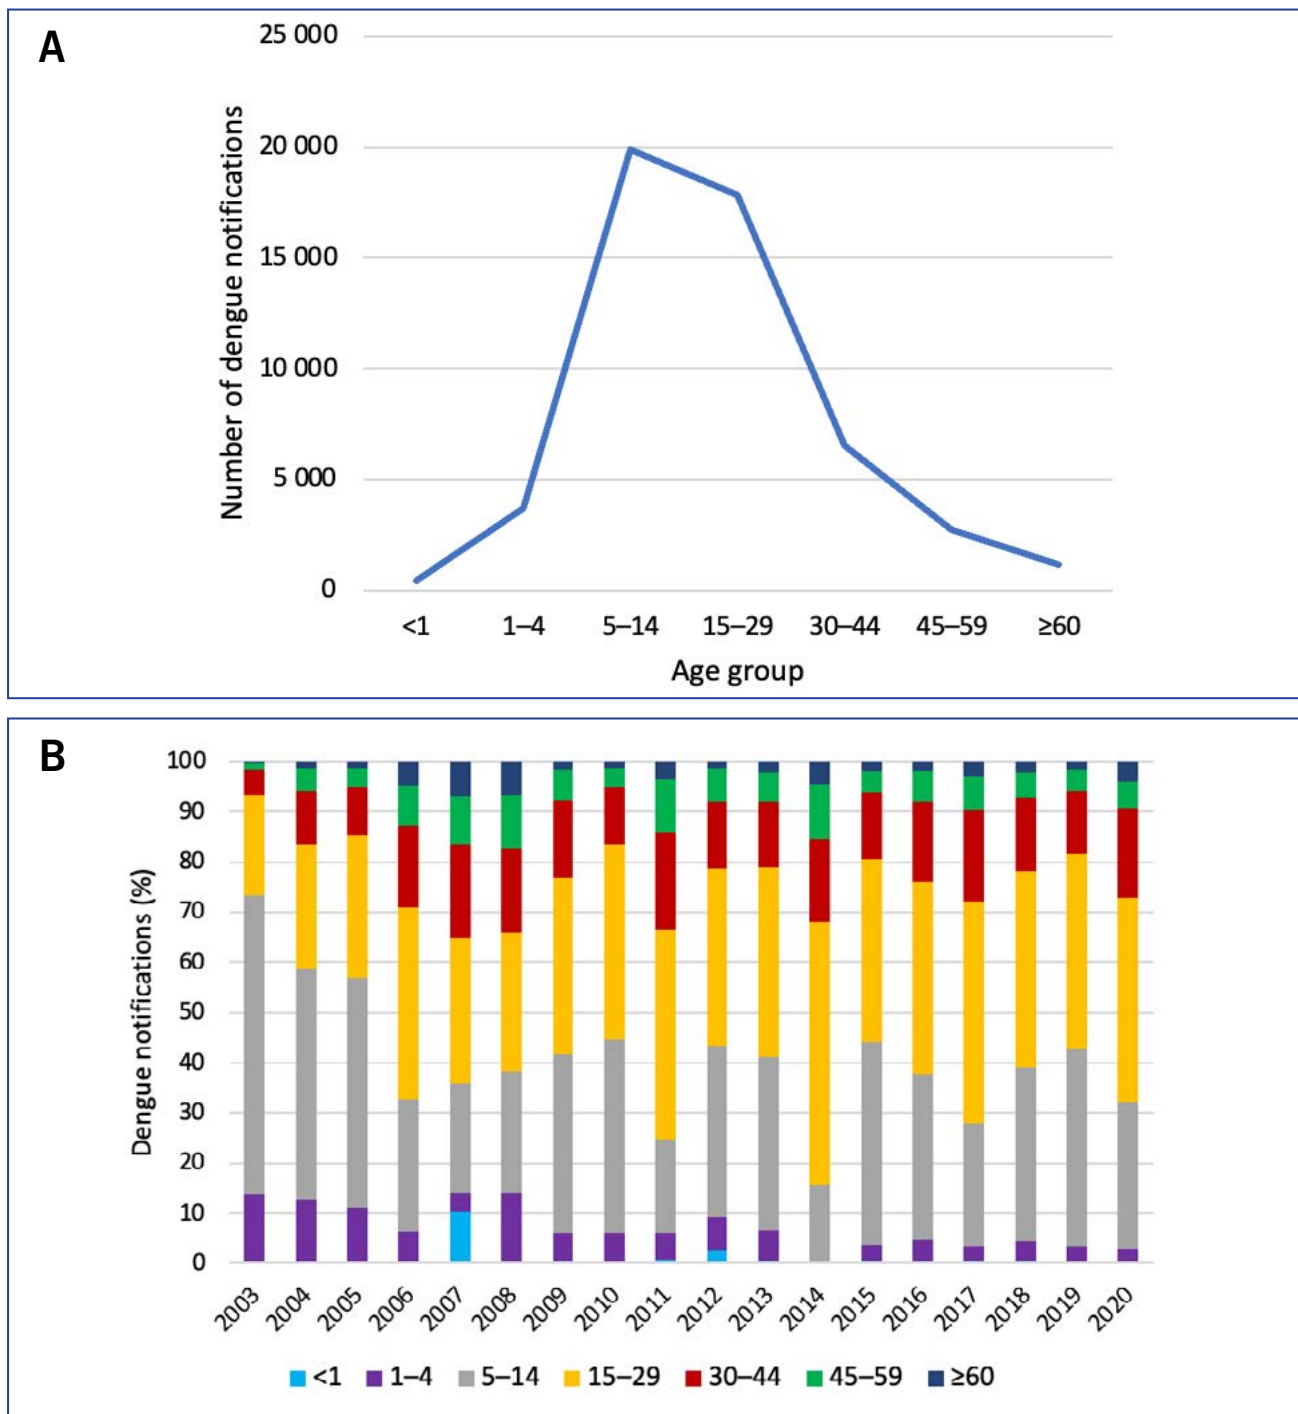 A
25 000
20 000
15 000
10 000
5 000
0
Number of dengue notifications
<1 1–4 5–14 15–29 30–44 45–59 ≥60
Age group
B
100
90
80
70
60
50
40
30
20
10
0
Dengue notifications (%)
2003 2004 2005 2006 2007 2008 2009 2010 2011 2012 2013 2014 2015 2016 2017 2018 2019 2020
<1 1–4 5–14 15–29 30–44 45–59 ≥60